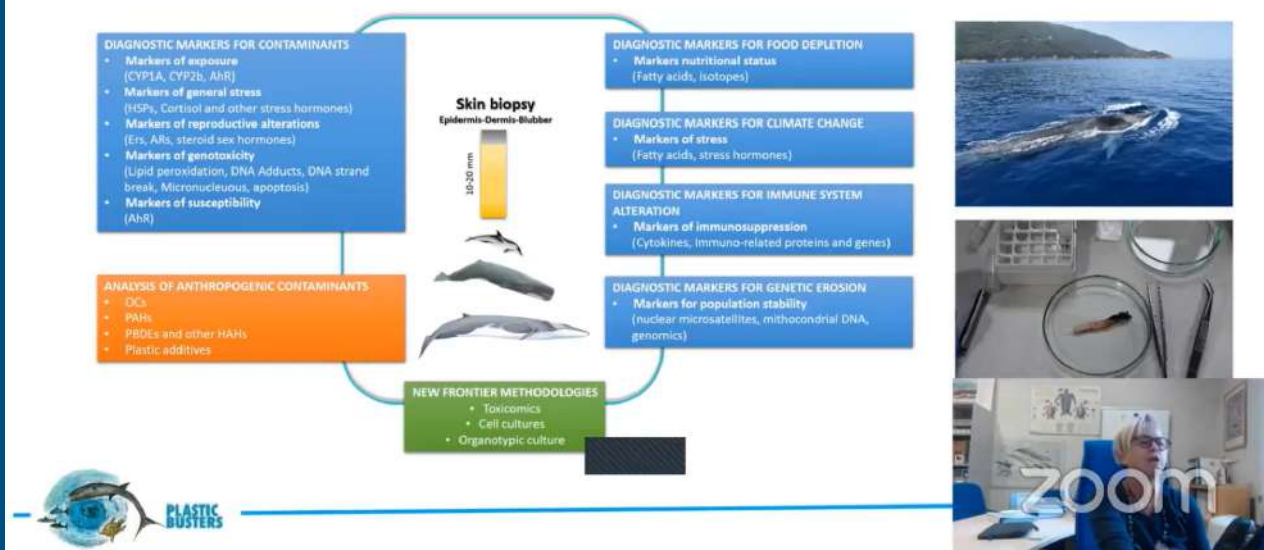 DIAGNOSTIC MARKERS FOR CONTAMINANTS
• Markers of exposure
(CYP1A, CYP2b, AhR)
• Markers of general stress
(HSPs, Cortisol and other stress hormones)
• Markers of reproductive alterations
(Ers, ARs, steroid sex hormones)
• Markers of genotoxicity
(Lipid peroxidation, DNA Adducts, DNA strand
break, Micronucleuous, apoptosis)
• Markers of susceptibility
(AhR)
ANALYSIS OF ANTHROPOGENIC CONTAMINANTS
• OCs
• PAHs
• PBDEs and other HAHs
• Plastic additives
Skin biopsy
Epidermis-Dermis-Blubber
10-20 mm
NEW FRONTIER METHODOLOGIES
• Toxicomics
• Cell cultures
• Organotypic culture
DIAGNOSTIC MARKERS FOR FOOD DEPLETION
• Markers nutritional status
(Fatty acids, isotopes)
DIAGNOSTIC MARKERS FOR CLIMATE CHANGE
• Markers of stress
(Fatty acids, stress hormones)
DIAGNOSTIC MARKERS FOR IMMUNE SYSTEM
ALTERATION
• Markers of immunosuppression
(Cytokines, Immuno-related proteins and genes)
DIAGNOSTIC MARKERS FOR GENETIC EROSION
• Markers for population stability
(nuclear microsatellites, mithocondrial DNA,
genomics)
PLASTIC
BUSTERS
zoom